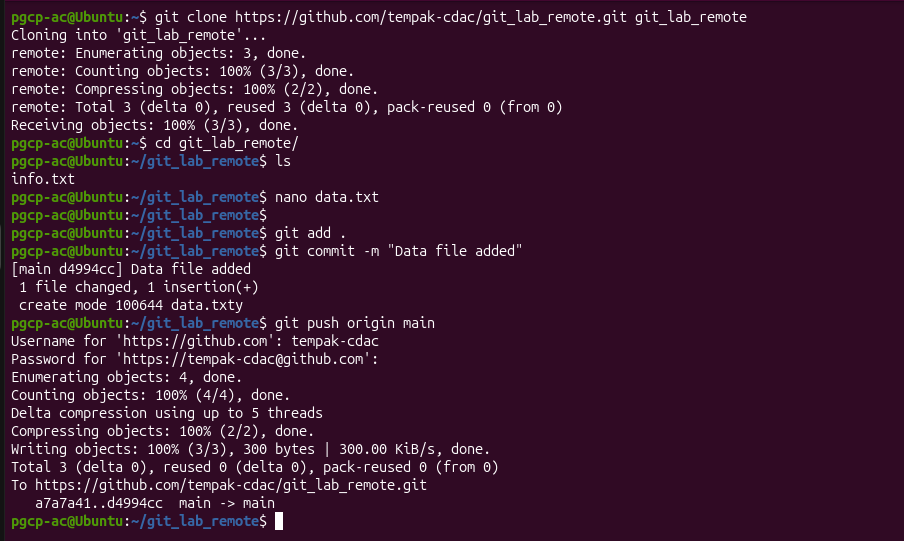 pgcp-ac@Ubuntu:~$ git clone https://github.com/tempak-cdac/git_lab_remote.git git_lab_remote
Cloning into 'git_lab_remote'...
remote: Enumerating objects: 3, done.
remote: Counting objects: 100% (3/3), done.
remote: Compressing objects: 100% (2/2), done.
remote: Total 3 (delta 0), reused 3 (delta 0), pack-reused 0 (from 0)
Receiving objects: 100% (3/3), done.
pgcp-ac@Ubuntu:~$ cd git_lab_remote/
pgcp-ac@Ubuntu:~/git_lab_remote$ ls
info.txt
pgcp-ac@Ubuntu:~/git_lab_remote$ nano data.txt
pgcp-ac@Ubuntu:~/git_lab_remote$
pgcp-ac@Ubuntu:~/git_lab_remote$ git add .
pgcp-ac@Ubuntu:~/git_lab_remote$ git commit -m "Data file added"
[main d4994cc] Data file added
 1 file changed, 1 insertion(+)
 create mode 100644 data.txty
pgcp-ac@Ubuntu:~/git_lab_remote$ git push origin main
Username for 'https://github.com': tempak-cdac
Password for 'https://tempak-cdac@github.com':
Enumerating objects: 4, done.
Counting objects: 100% (4/4), done.
Delta compression using up to 5 threads
Compressing objects: 100% (2/2), done.
Writing objects: 100% (3/3), 300 bytes | 300.00 KiB/s, done.
Total 3 (delta 0), reused 0 (delta 0), pack-reused 0 (from 0)
To https://github.com/tempak-cdac/git_lab_remote.git
   a7a7a41..d4994cc  main -> main
pgcp-ac@Ubuntu:~/git_lab_remote$